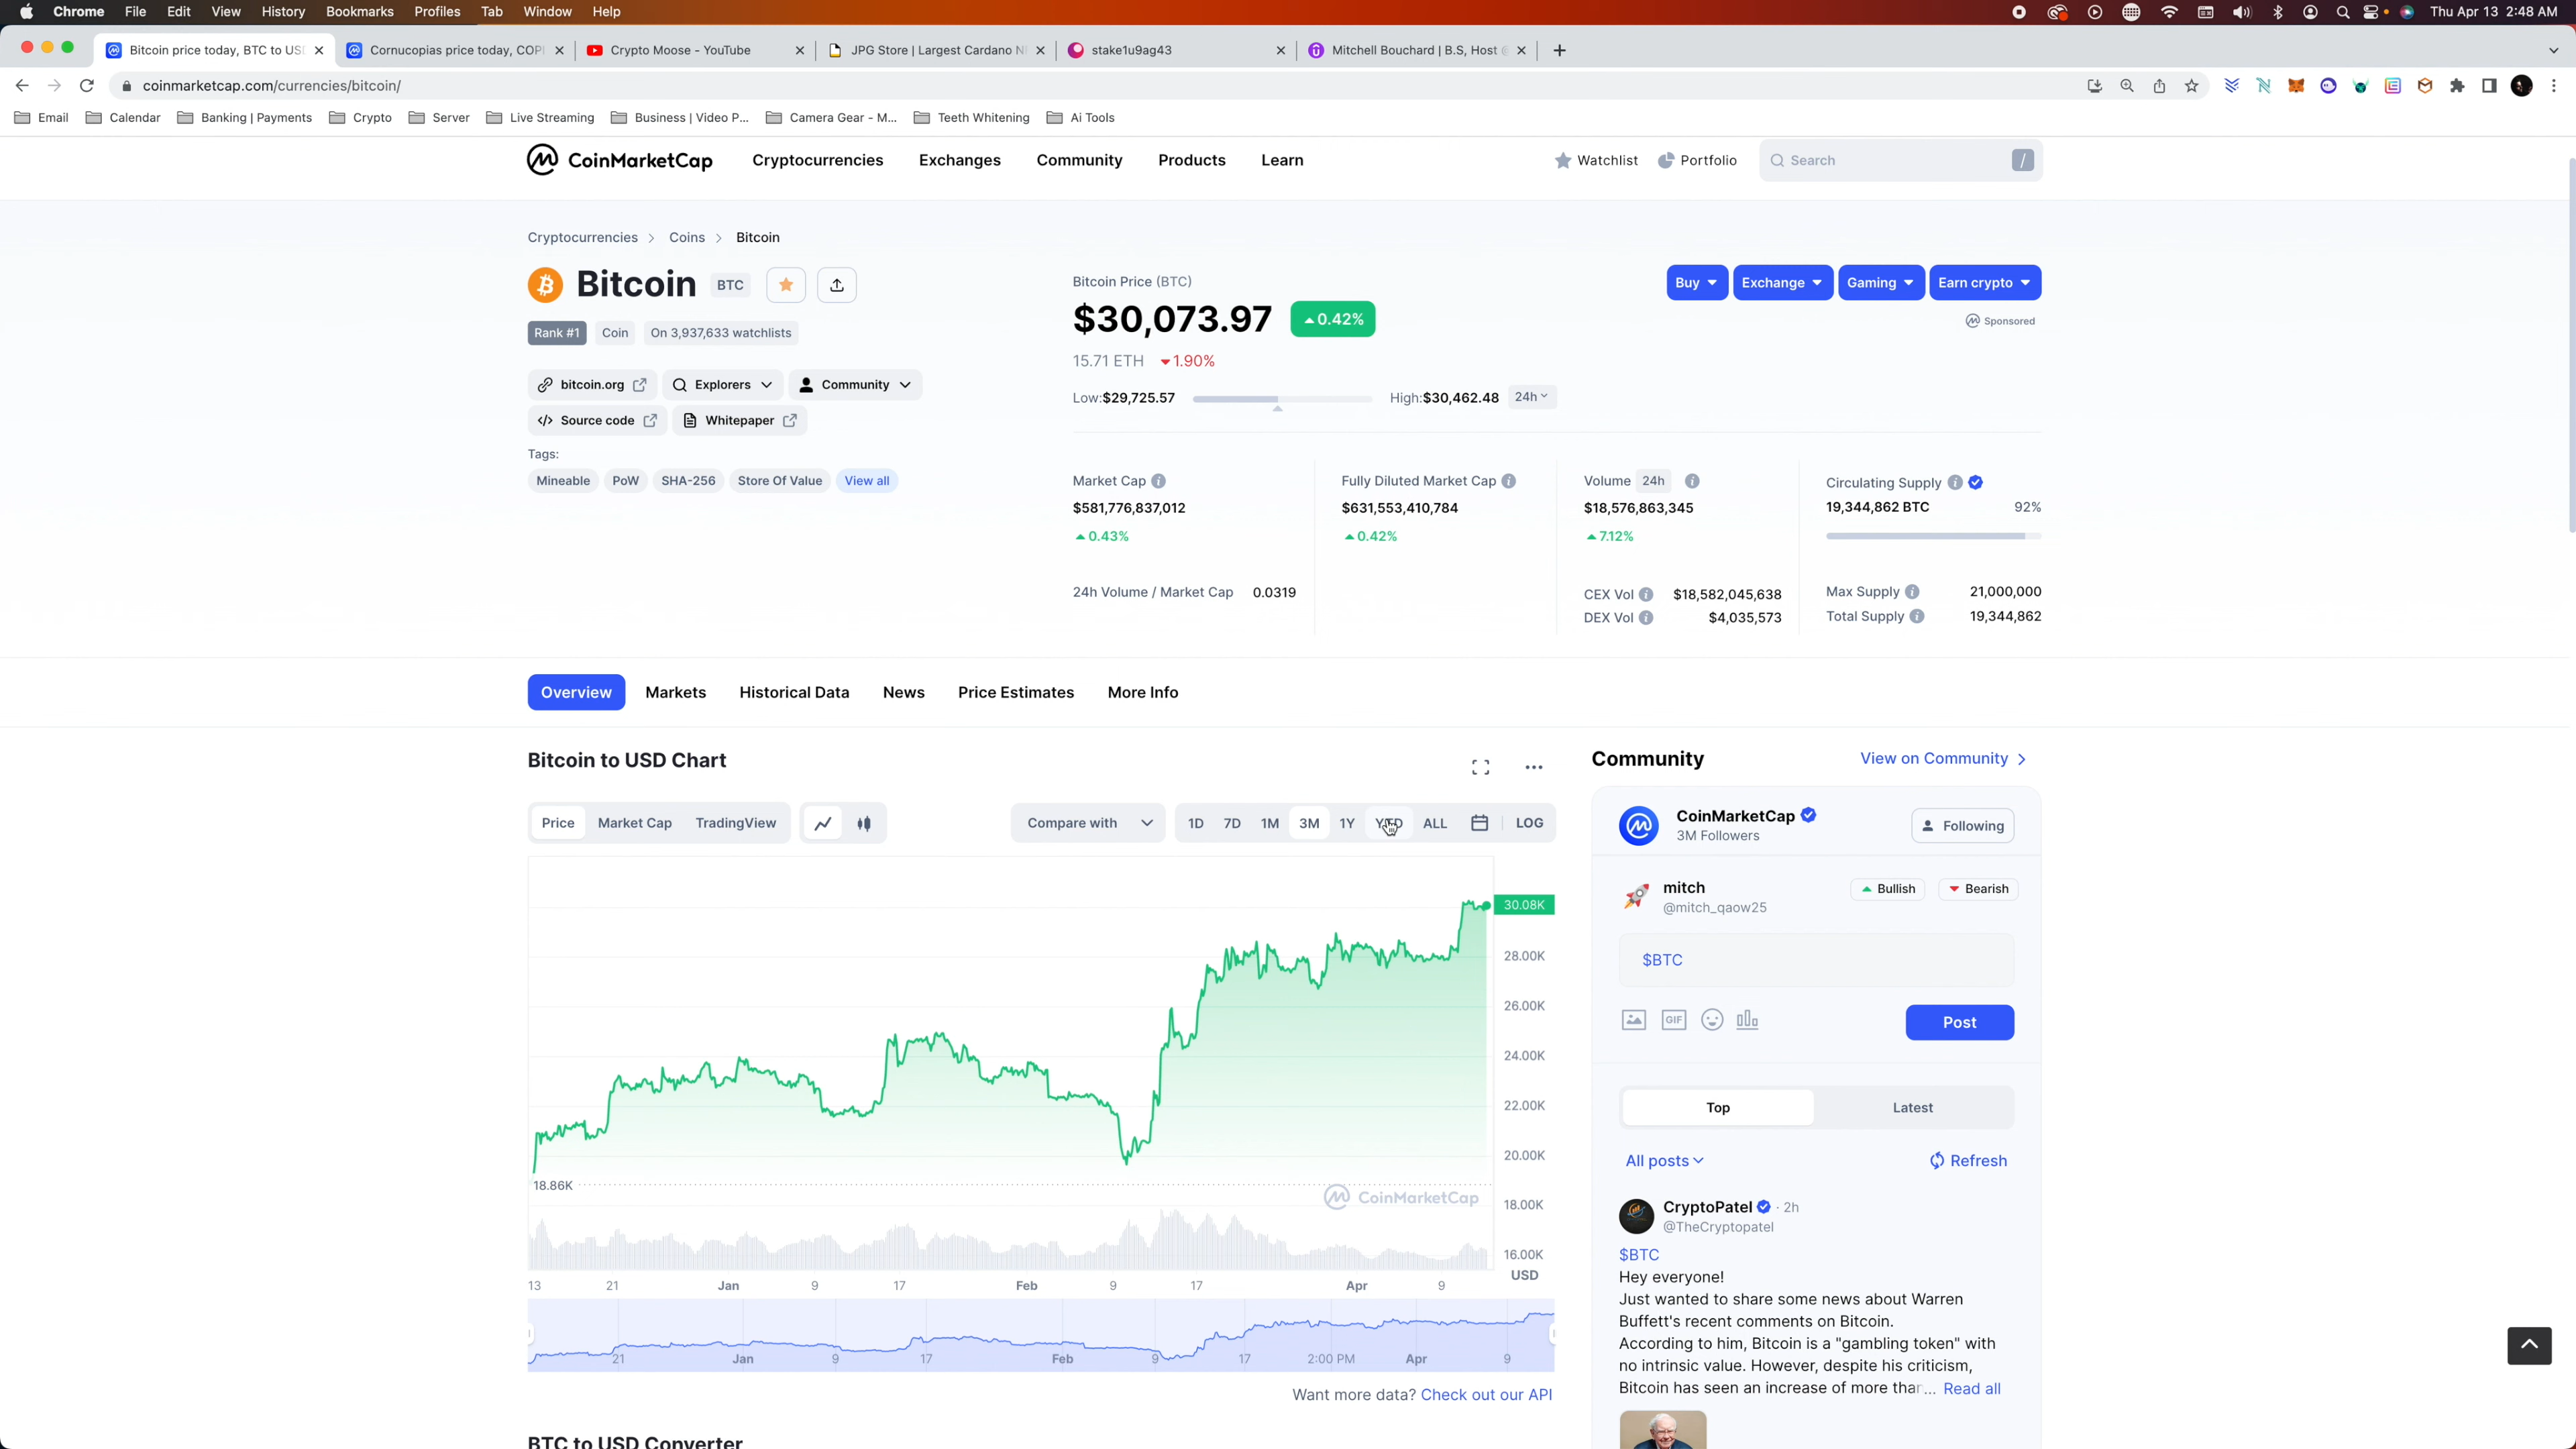 Chrome File Edit View History Bookmarks Profiles Tab Window Help Thu Apr 13 2:48 AM
Bitcoin price today, BTC to US Cornucopias price today, COPI Crypto Moose - YouTube JPG Store | Largest Cardano N stake1u9ag43 Mitchell Bouchard | B.S, Host
coinmarketcap.com/currencies/bitcoin/
Email Calendar Banking | Payments Crypto Server Live Streaming Business | Video P... Camera Gear - M... Teeth Whitening Ai Tools
CoinMarketCap Cryptocurrencies Exchanges Community Products Learn Watchlist Portfolio Search /
Cryptocurrencies > Coins > Bitcoin
Bitcoin BTC
Rank #1 Coin On 3,937,633 watchlists
bitcoin.org Explorers Community
Source code Whitepaper
Tags:
Mineable PoW SHA-256 Store Of Value View all
Bitcoin Price (BTC)
$30,073.97 0.42%
15.71 ETH 1.90%
Low:$29,725.57 High:$30,462.48 24h
Buy Exchange Gaming Earn crypto
Sponsored
Market Cap
$581,776,837,012
0.43%
24h Volume / Market Cap 0.0319
Fully Diluted Market Cap
$631,553,410,784
0.42%
Volume 24h
$18,576,863,345
7.12%
CEX Vol $18,582,045,638
DEX Vol $4,035,573
Circulating Supply
19,344,862 BTC 92%
Max Supply 21,000,000
Total Supply 19,344,862
Overview Markets Historical Data News Price Estimates More Info
Bitcoin to USD Chart
Price Market Cap TradingView Compare with 1D 7D 1M 3M 1Y YTD ALL LOG
30.08K
28.00K
26.00K
24.00K
22.00K
20.00K
18.86K
CoinMarketCap
18.00K
16.00K
13 21 Jan 9 17 Feb 9 17 Apr 9 USD
21 Jan 9 17 Feb 9 17 2:00 PM Apr 9
Want more data? Check out our API
BTC to USD Converter
Community View on Community >
CoinMarketCap
3M Followers
Following
mitch
@mitch_qaow25
Bullish Bearish
$BTC
GIF
Post
Top Latest
All posts Refresh
CryptoPatel · 2h
@TheCryptopatel
$BTC
Hey everyone!
Just wanted to share some news about Warren
Buffett's recent comments on Bitcoin.
According to him, Bitcoin is a "gambling token" with
no intrinsic value. However, despite his criticism,
Bitcoin has seen an increase of more than... Read all